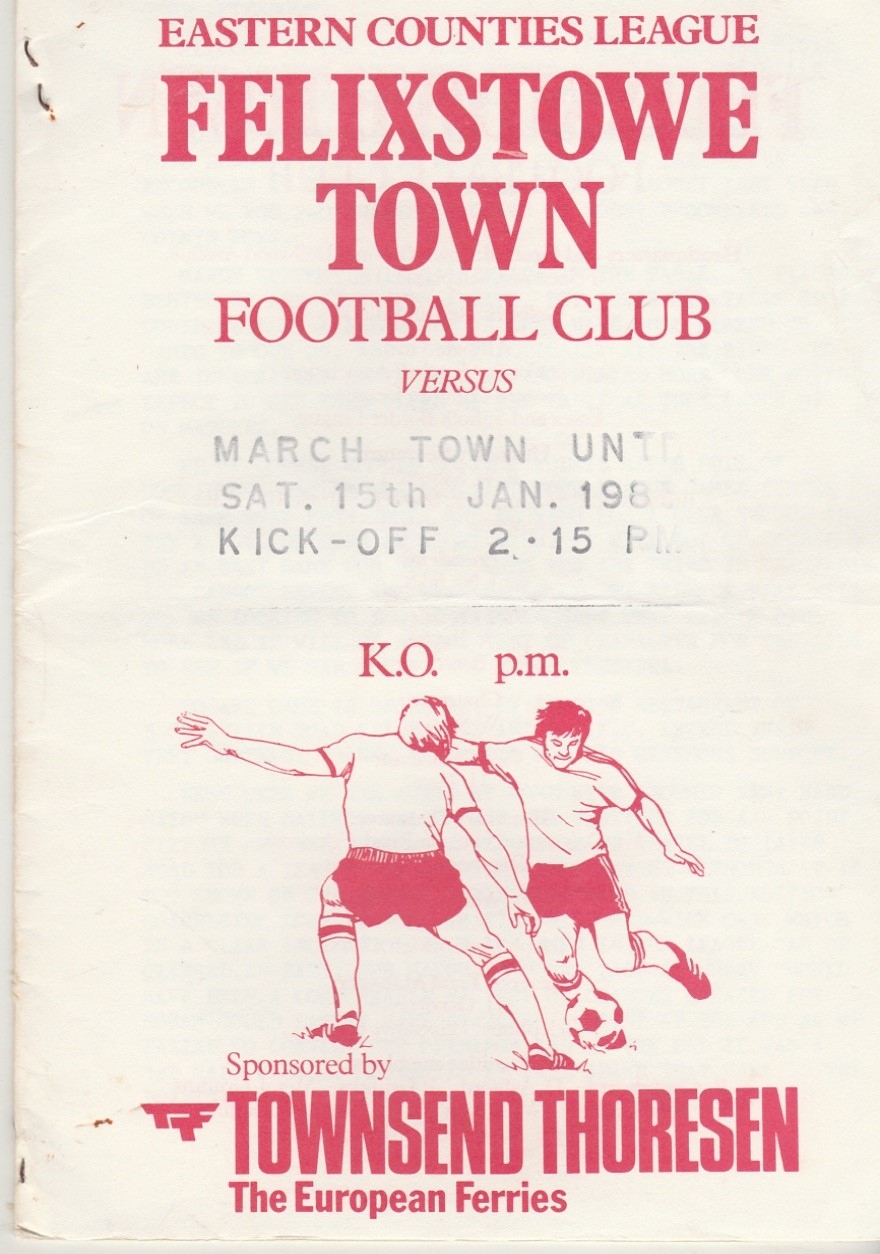 EASTERN COUNTIES LEAGUE
FELIXSTOWE
TOWN
FOOTBALL CLUB
VERSUS
MARCH TOWN
SAT. 15th JAN.
KICK-OFF 2.15 PM
K.O. p.m.
Sponsored by
TOWNSEND THORESEN
The European Ferries